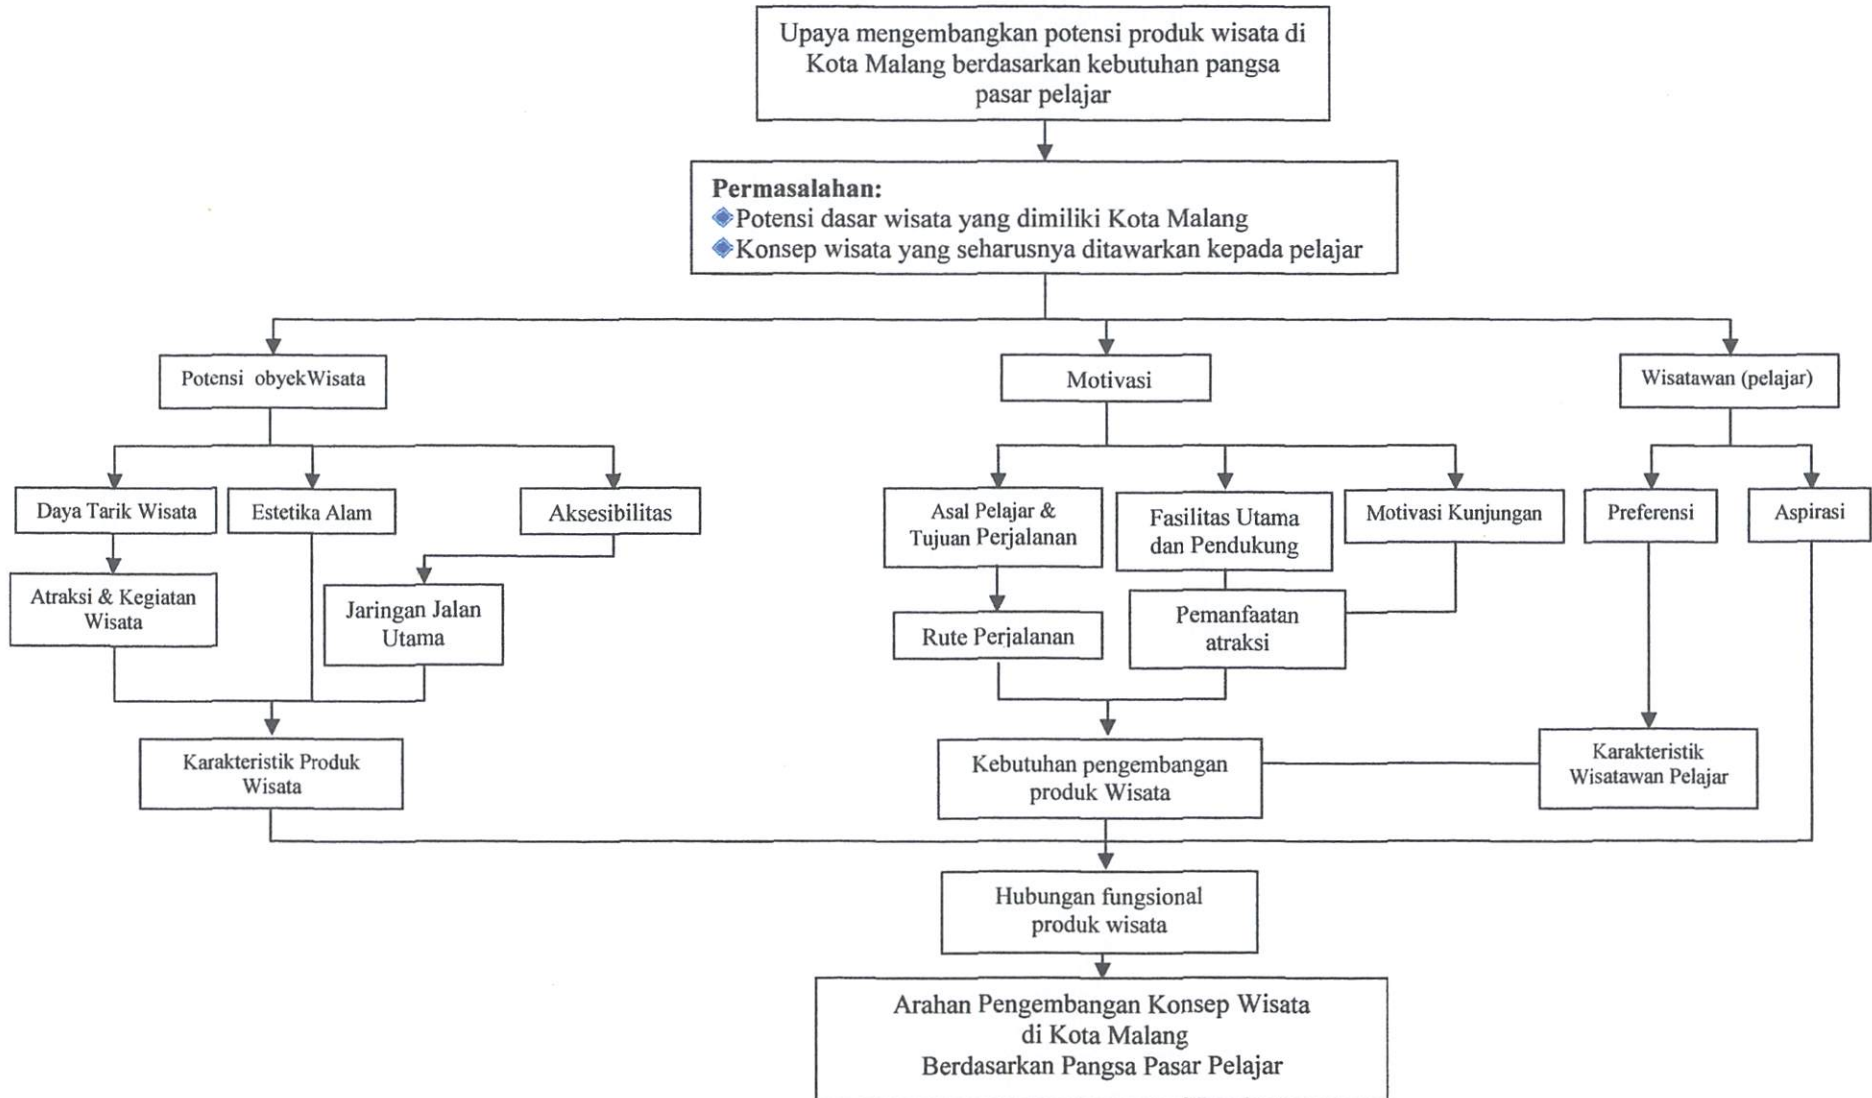 Upaya mengembangkan potensi produk wisata di
Kota Malang berdasarkan kebutuhan pangsa
pasar pelajar
Permasalahan:
Potensi dasar wisata yang dimiliki Kota Malang
Konsep wisata yang seharusnya ditawarkan kepada pelajar
Potensi obyekWisata
Motivasi
Wisatawan (pelajar)
Daya Tarik Wisata
Estetika Alam
Aksesibilitas
Asal Pelajar &
Tujuan Perjalanan
Fasilitas Utama
dan Pendukung
Motivasi Kunjungan
Preferensi
Aspirasi
Atraksi & Kegiatan
Wisata
Jaringan Jalan
Utama
Rute Perjalanan
Pemanfaatan
atraksi
Karakteristik Produk
Wisata
Kebutuhan pengembangan
produk Wisata
Karakteristik
Wisatawan Pelajar
Hubungan fungsional
produk wisata
Arahan Pengembangan Konsep Wisata
di Kota Malang
Berdasarkan Pangsa Pasar Pelajar